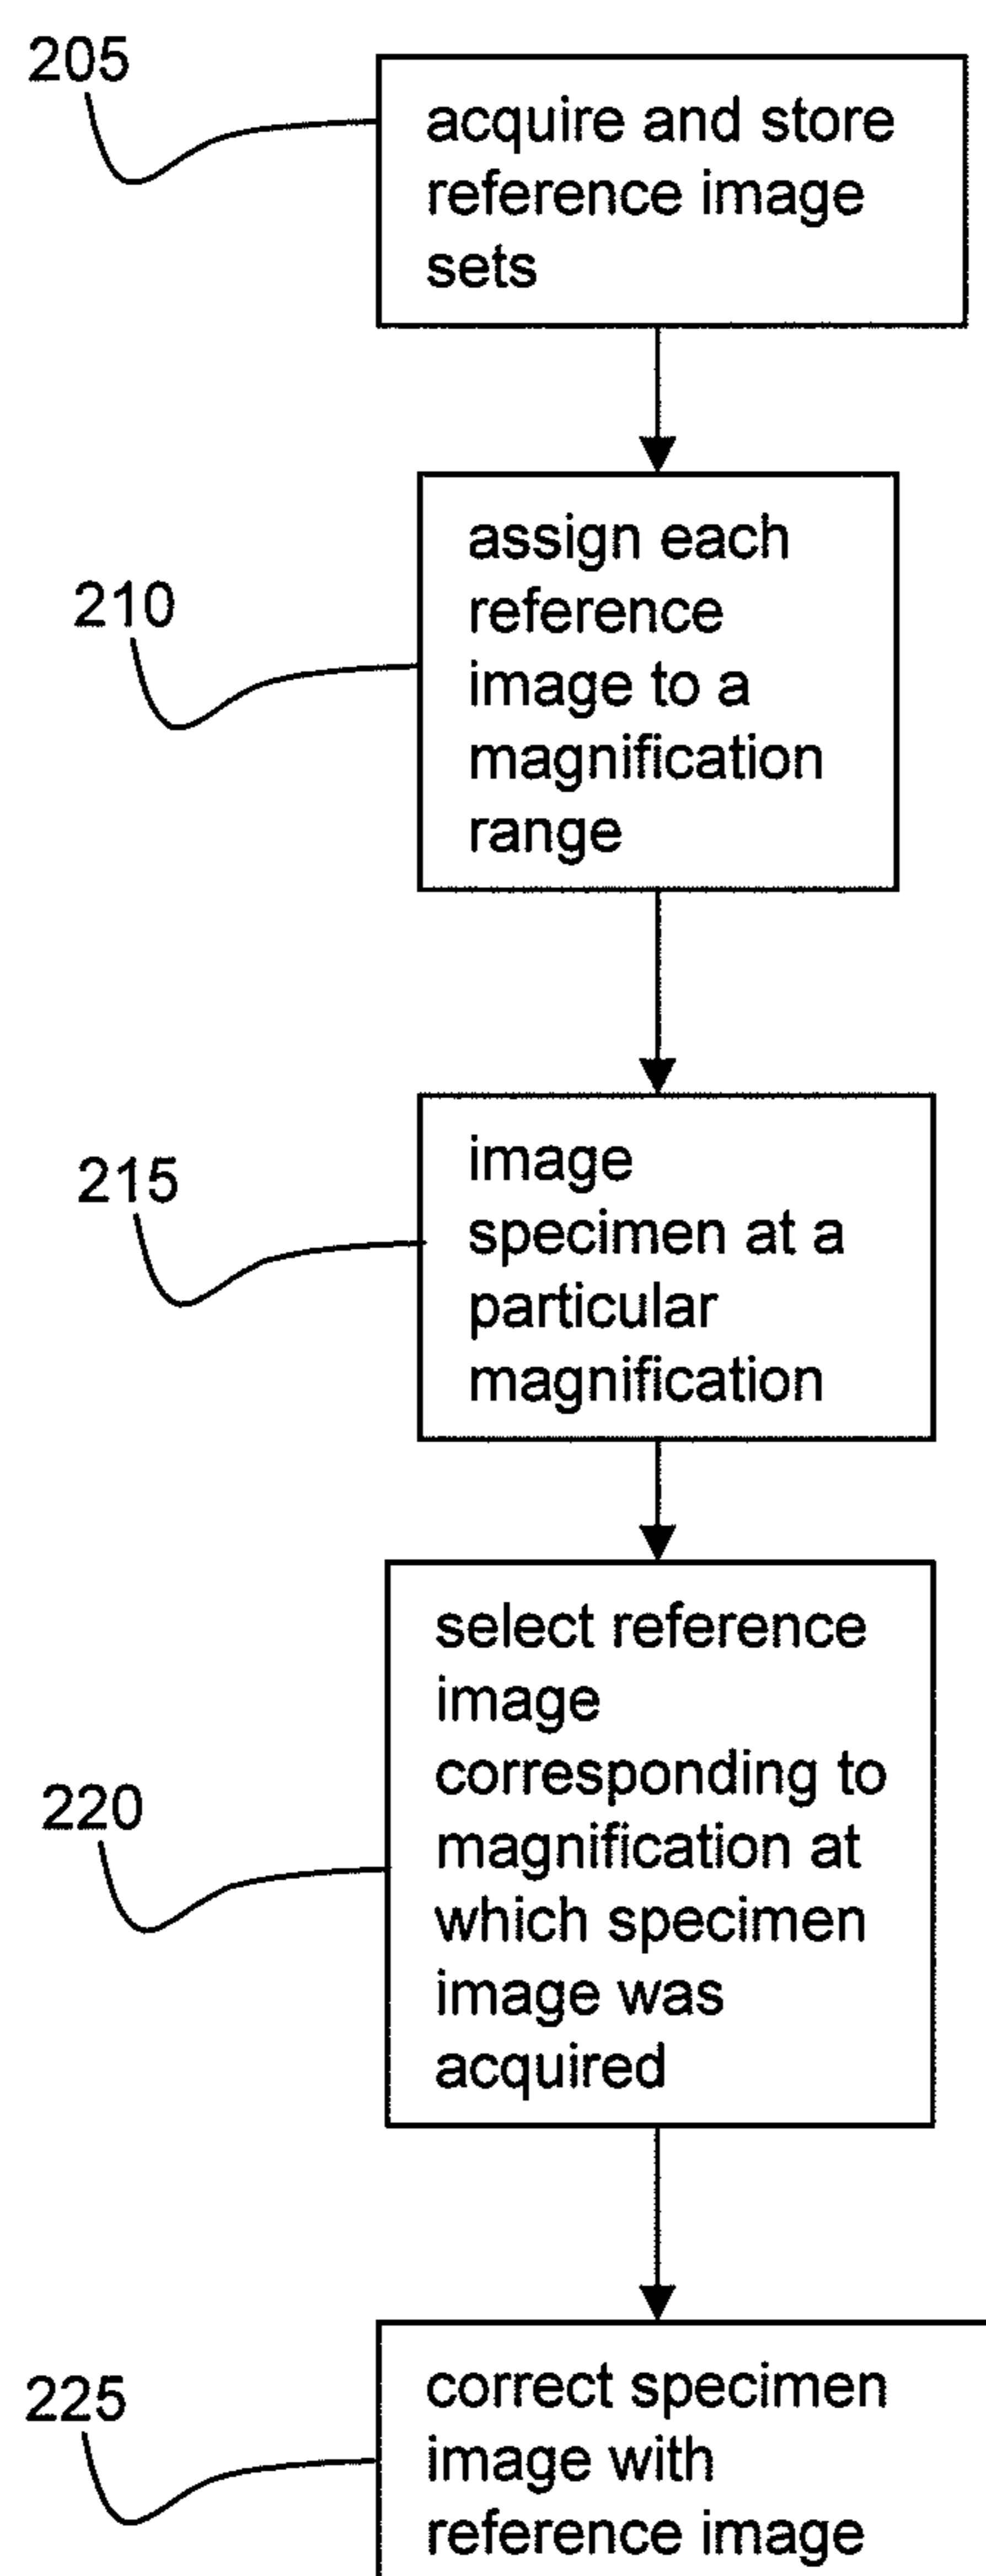 205
acquire and store
reference image
sets
210
assign each
reference
image to a
magnification
range
215
image
specimen at a
particular
magnification
220
select reference
image
corresponding to
magnification at
which specimen
image was
acquired
225
correct specimen
image with
reference image